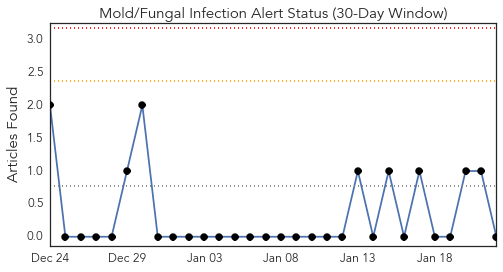 Mold/Fungal Infection Alert Status (30-Day Window)
Articles Found
3.0
2.5
2.0
1.5
1.0
0.5
0.0
Dec 24 Dec 29 Jan 03 Jan 08 Jan 13 Jan 18